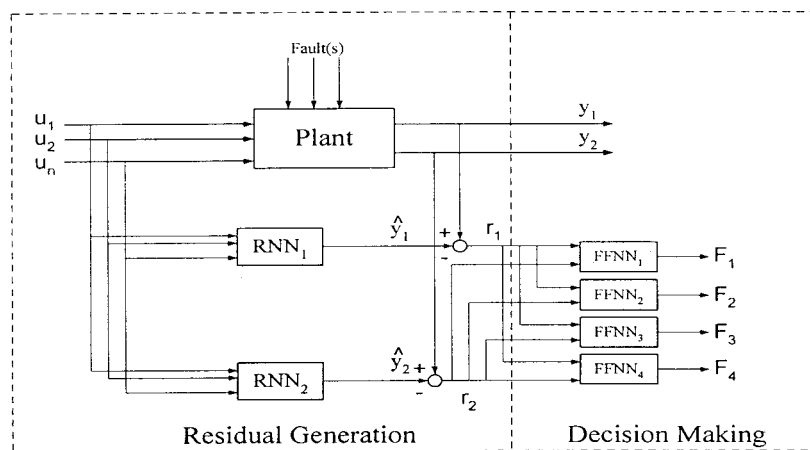 Fault(s)
u₁
u₂
uₙ
Plant
y₁
y₂
RNN₁
ŷ₁
+
-
r₁
FFNN₁
F₁
FFNN₂
F₂
FFNN₃
F₃
FFNN₄
F₄
RNN₂
ŷ₂
+
-
r₂
Residual Generation
Decision Making